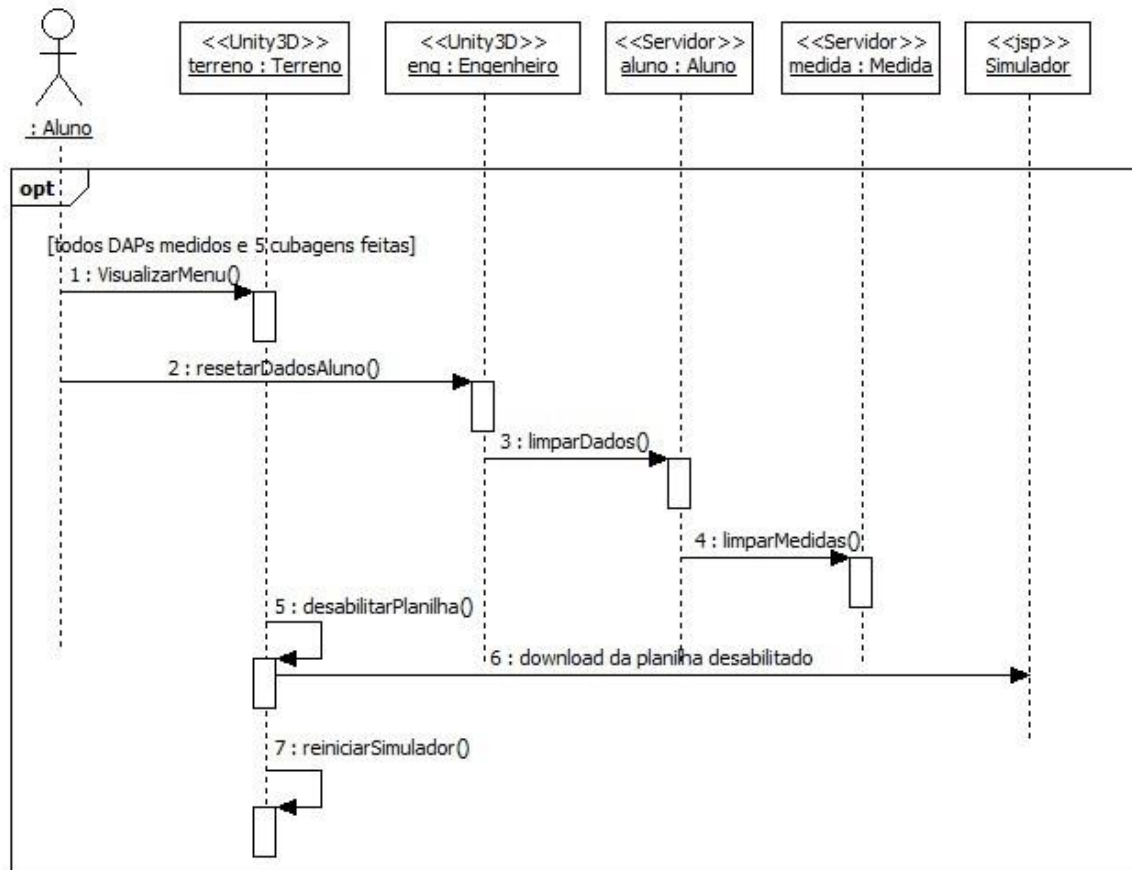 <<Unity3D>>
terreno : Terreno
<<Unity3D>>
eng : Engenheiro
<<Servidor>>
aluno : Aluno
<<Servidor>>
medida : Medida
<<jsp>>
Simulador
: Aluno
opt
[todos DAPs medidos e 5 cubagens feitas]
1 : VisualizarMenu()
2 : resetarDadosAluno()
3 : limparDados()
4 : limparMedidas()
5 : desabilitarPlanilha()
6 : download da planilha desabilitado
7 : reiniciarSimulador()